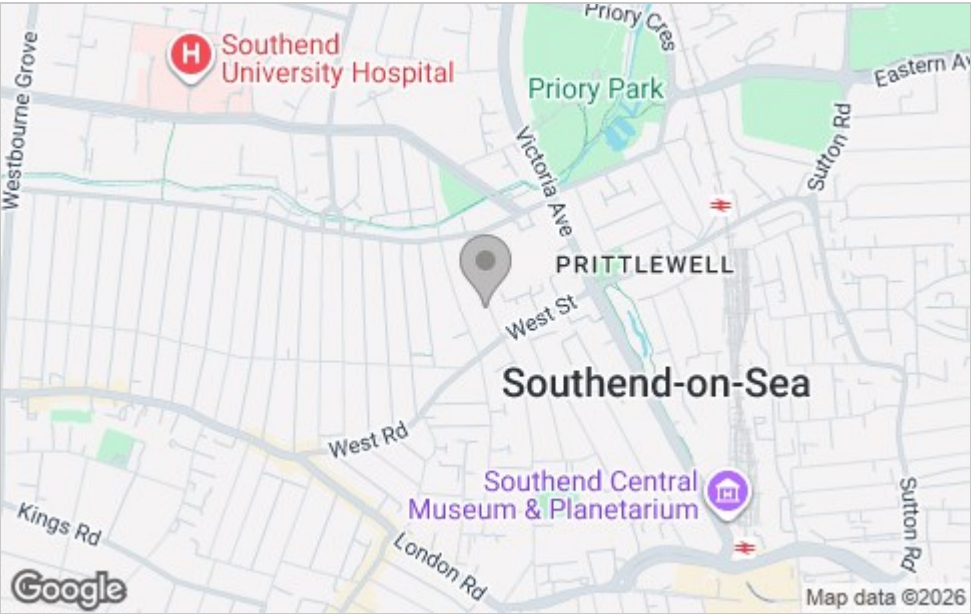 Priory Cres
Southend
University Hospital
H
Eastern Av
Priory Park
Westbourne Grove
Victoria Ave
Sutton Rd
PRITTLEWELL
West St
Southend-on-Sea
West Rd
Southend Central
Museum & Planetarium
Kings Rd
London Rd
Sutton Rd
Google
Map data ©2026